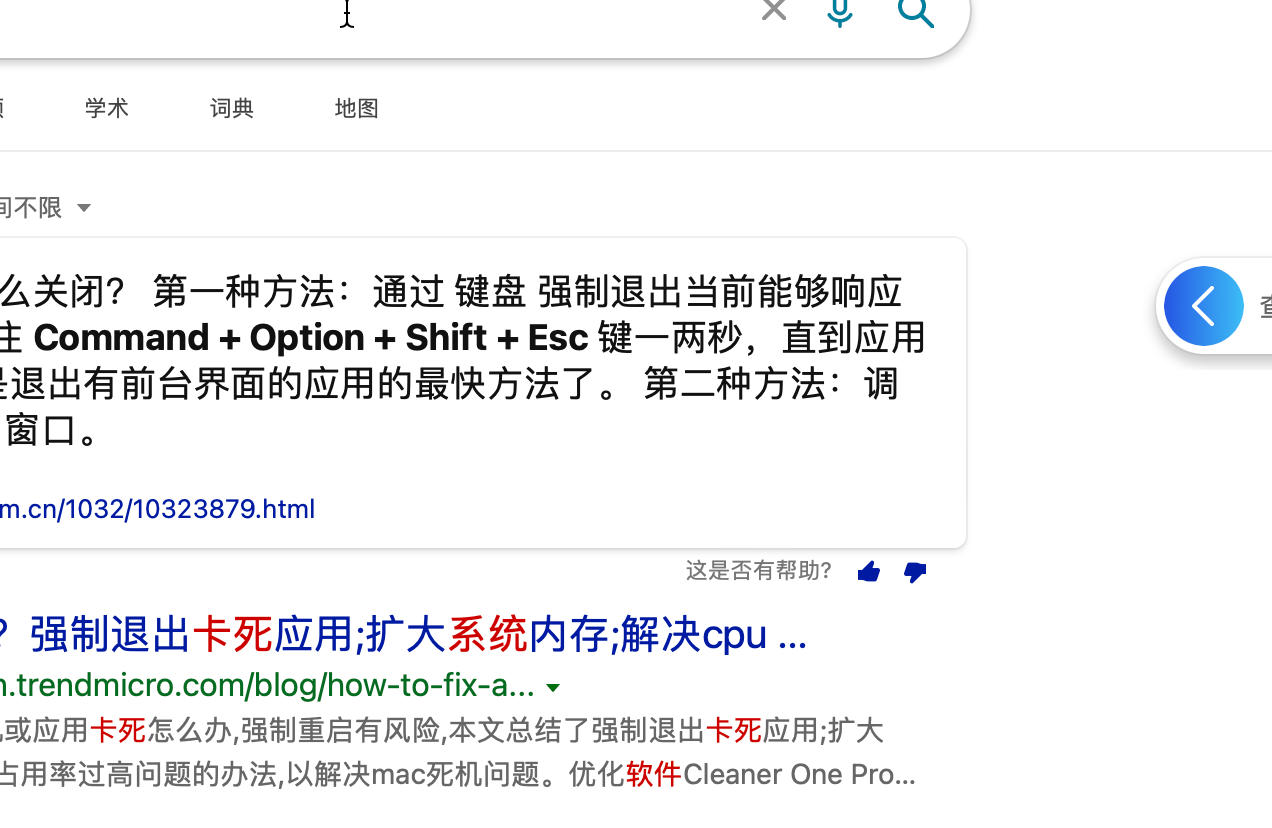 学术 词典 地图
间不限
么关闭？ 第一种方法：通过 键盘 强制退出当前能够响应
注 Command + Option + Shift + Esc 键一两秒，直到应用
是退出有前台界面的应用的最快方法了。 第二种方法：调
窗口。
m.cn/1032/10323879.html
这是否有帮助?
？强制退出卡死应用;扩大系统内存;解决cpu ...
n.trendmicro.com/blog/how-to-fix-a...
或应用卡死怎么办,强制重启有风险,本文总结了强制退出卡死应用;扩大
占用率过高问题的办法,以解决mac死机问题。优化软件Cleaner One Pro...